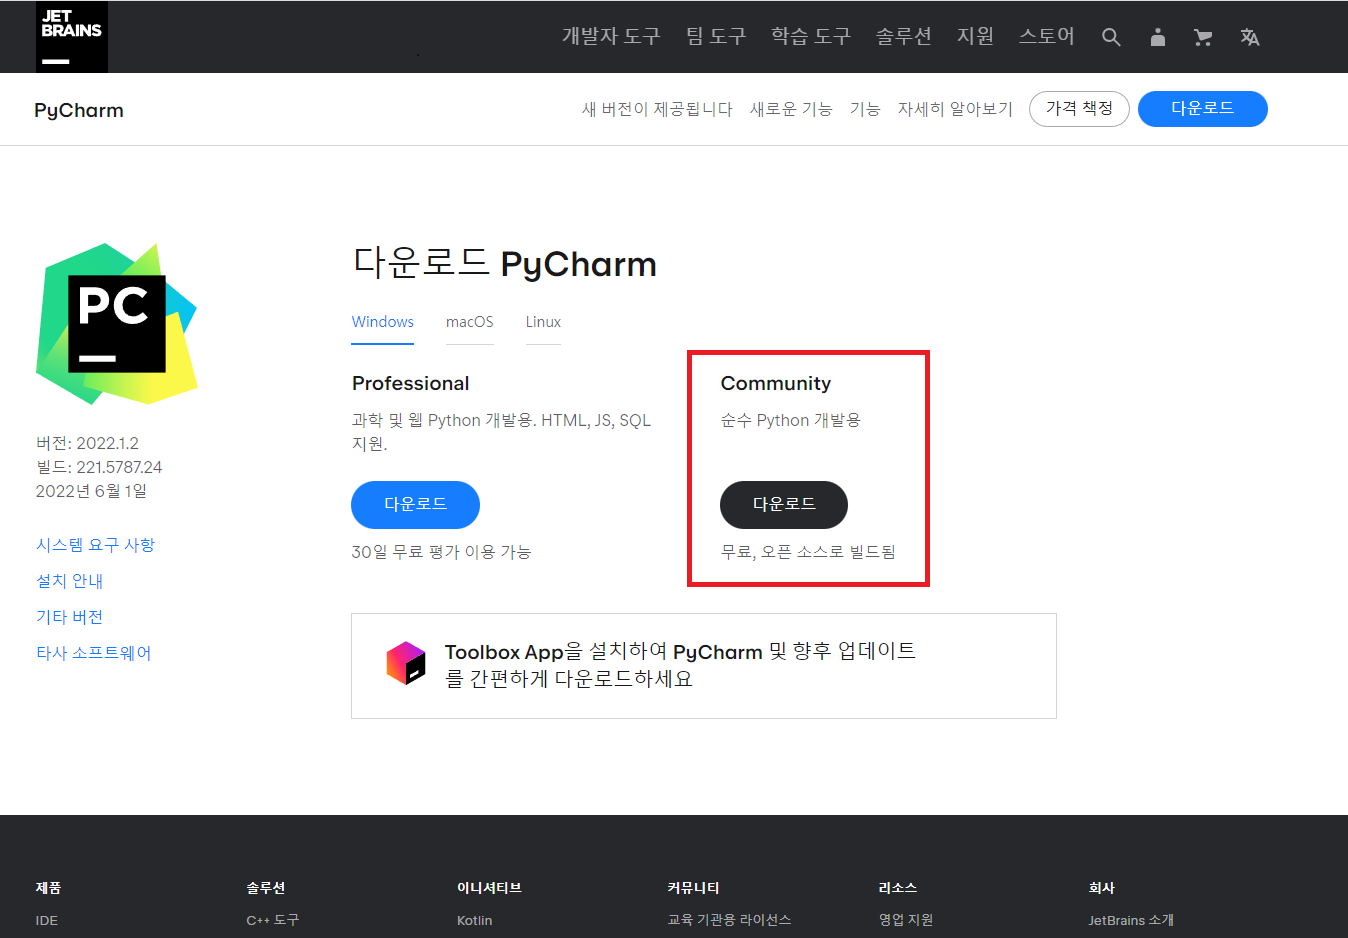 JET
BRAINS
개발자 도구 팀 도구 학습 도구 솔루션 지원 스토어
PyCharm
새 버전이 제공됩니다 새로운 기능 기능 자세히 알아보기 가격 책정 다운로드
PC
버전: 2022.1.2
빌드: 221.5787.24
2022년 6월 1일
시스템 요구 사항
설치 안내
기타 버전
타사 소프트웨어
다운로드 PyCharm
Windows macOS Linux
Professional
과학 및 웹 Python 개발용. HTML, JS, SQL
지원.
다운로드
30일 무료 평가 이용 가능
Community
순수 Python 개발용
다운로드
무료, 오픈 소스로 빌드됨
Toolbox App을 설치하여 PyCharm 및 향후 업데이트
를 간편하게 다운로드하세요
제품 솔루션 이니셔티브 커뮤니티 리소스 회사
IDE C++ 도구 Kotlin 교육 기관용 라이선스 영업 지원 JetBrains 소개